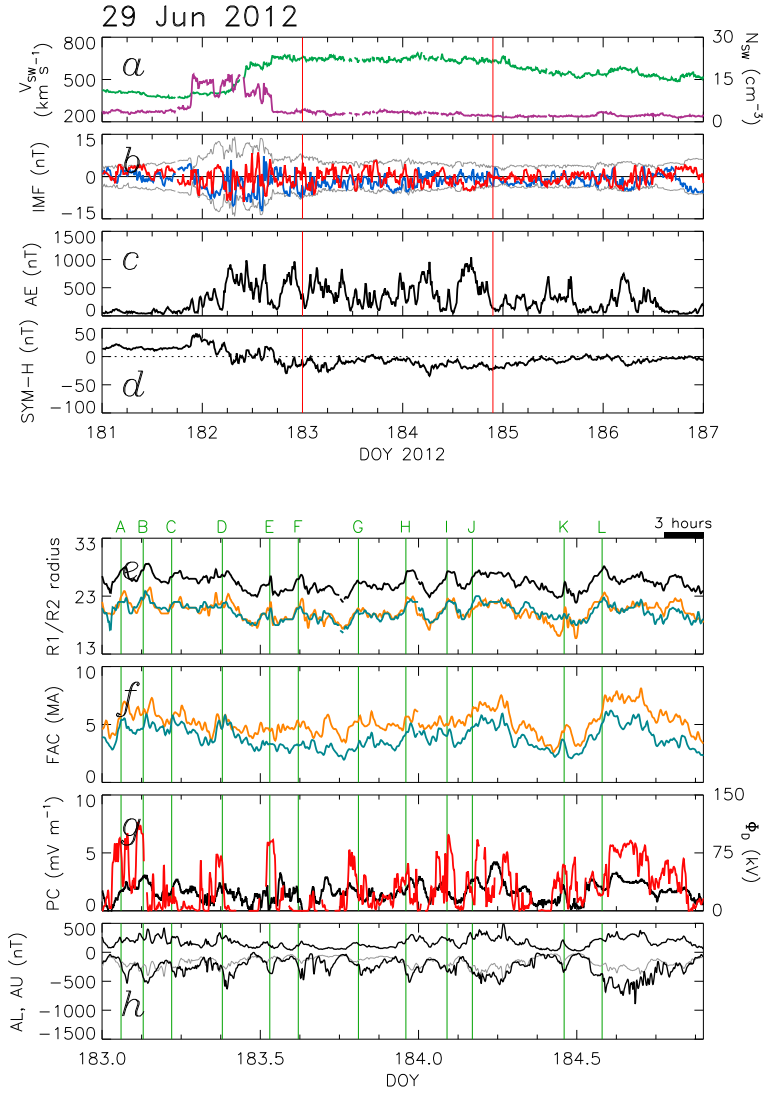 29 Jun 2012
800
500
200
V_SW (km s^-1)
30
15
0
N_SW (cm^-3)
a
15
0
-15
IMF (nT)
b
1500
1000
500
0
AE (nT)
c
50
0
-50
-100
SYM-H (nT)
d
181 182 183 184 185 186 187
DOY 2012
A B C D E F G H I J K L
3 hours
33
23
13
R1/R2 radius
e
10
5
0
FAC (MA)
f
10
5
0
PC (mV m^-1)
150
75
0
Φ_D (kV)
g
500
0
-500
-1000
-1500
AL, AU (nT)
h
183.0 183.5 184.0 184.5
DOY